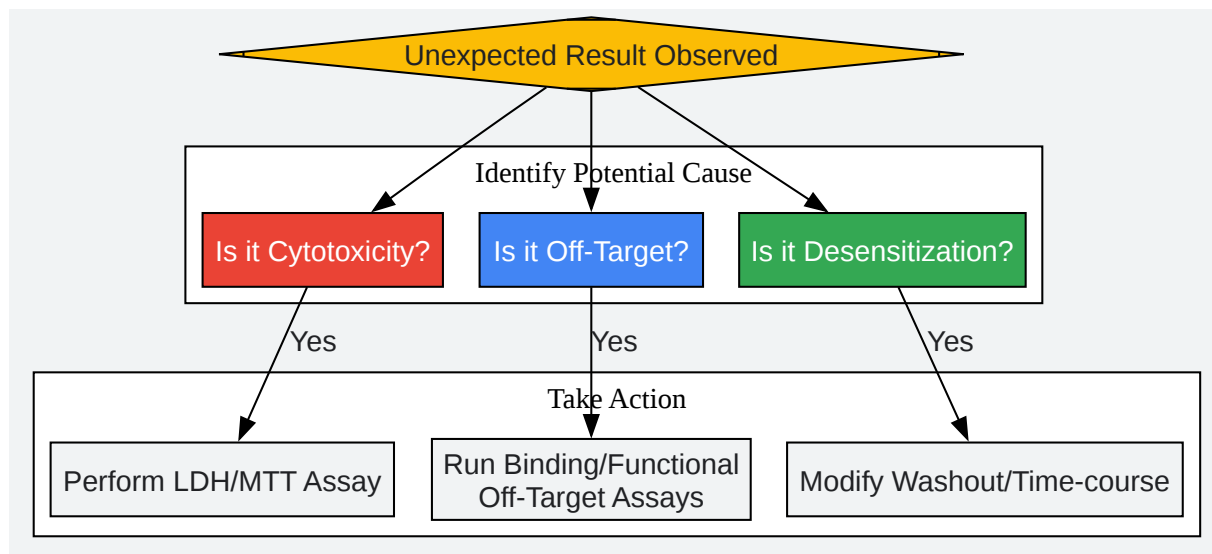 Unexpected Result Observed
Identify Potential Cause
Is it Cytotoxicity?
Is it Off-Target?
Is it Desensitization?
Yes
Yes
Yes
Take Action
Perform LDH/MTT Assay
Run Binding/Functional
Off-Target Assays
Modify Washout/Time-course